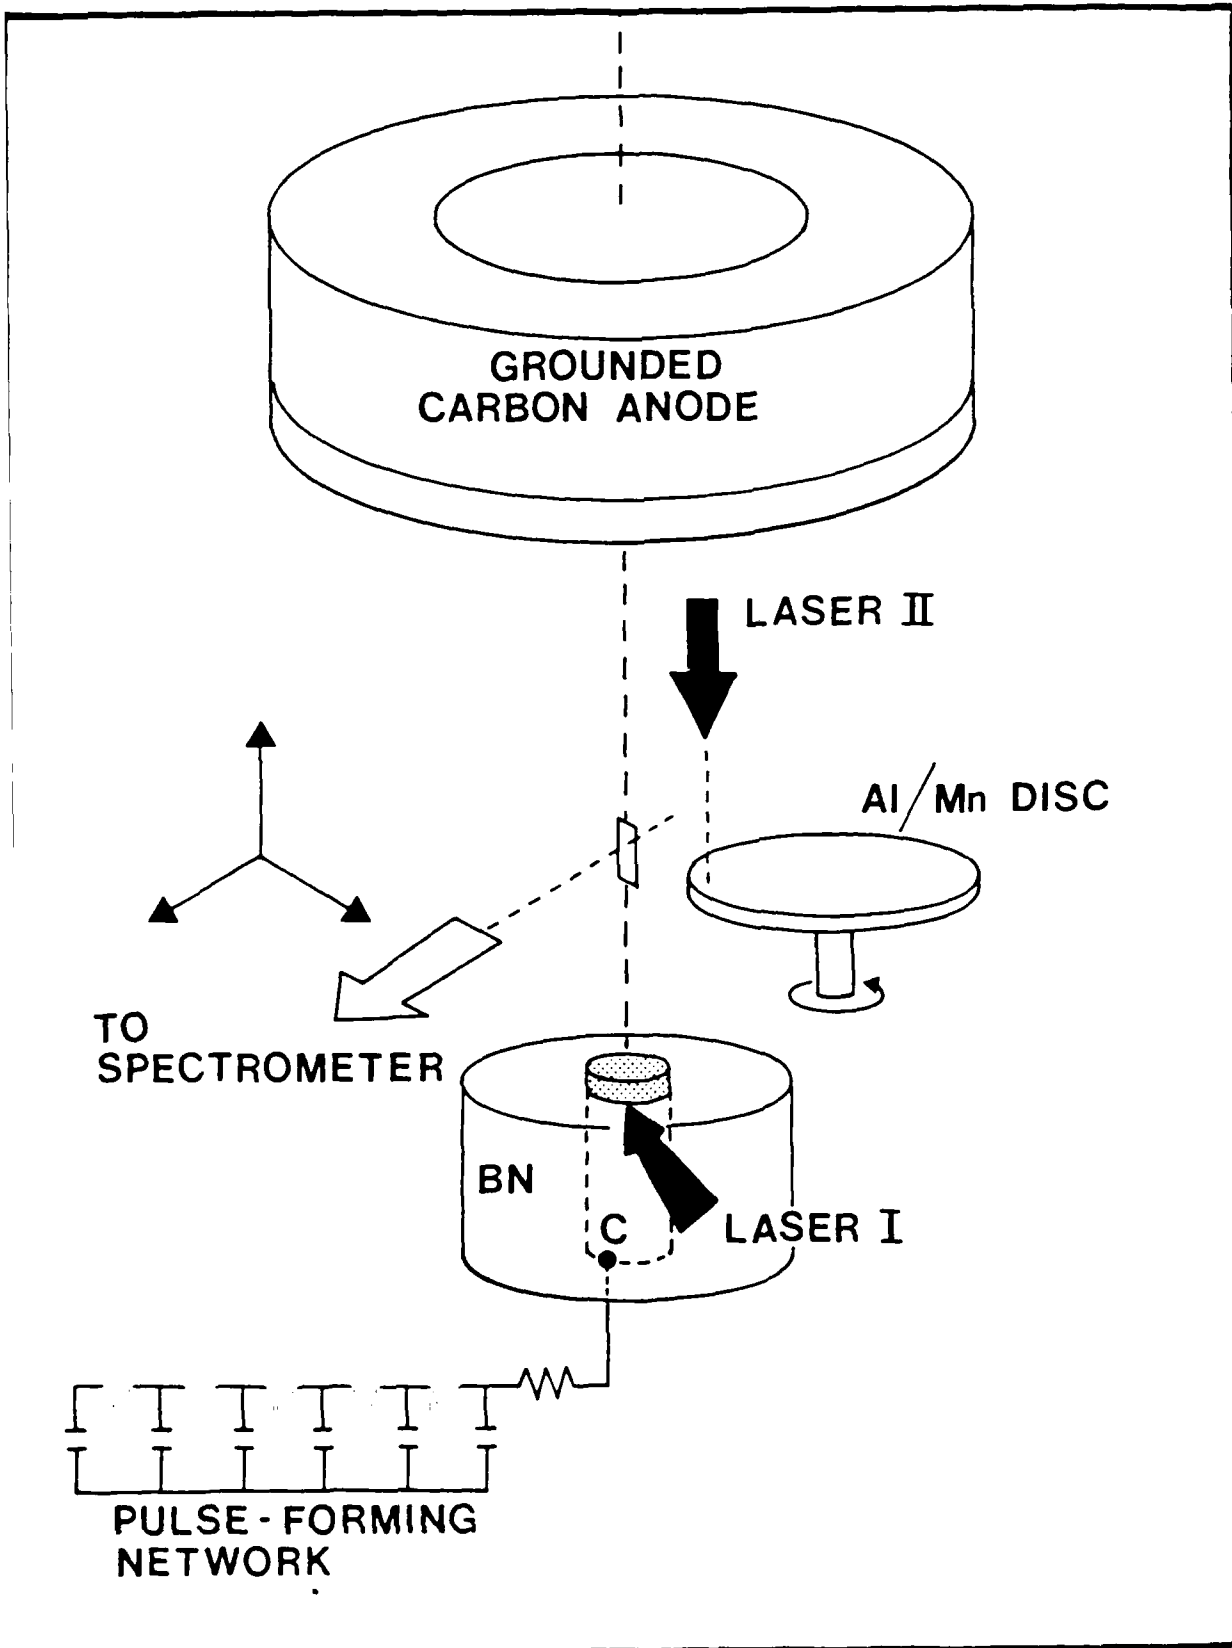 GROUNDED
CARBON ANODE
LASER II
Al/Mn DISC
TO
SPECTROMETER
BN
C
LASER I
PULSE-FORMING
NETWORK